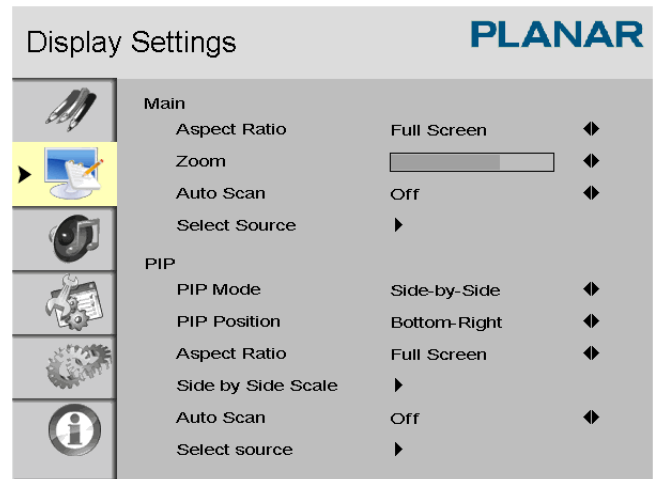 Display Settings PLANAR
Main
Aspect Ratio Full Screen
Zoom
Auto Scan Off
Select Source
PIP
PIP Mode Side-by-Side
PIP Position Bottom-Right
Aspect Ratio Full Screen
Side by Side Scale
Auto Scan Off
Select source